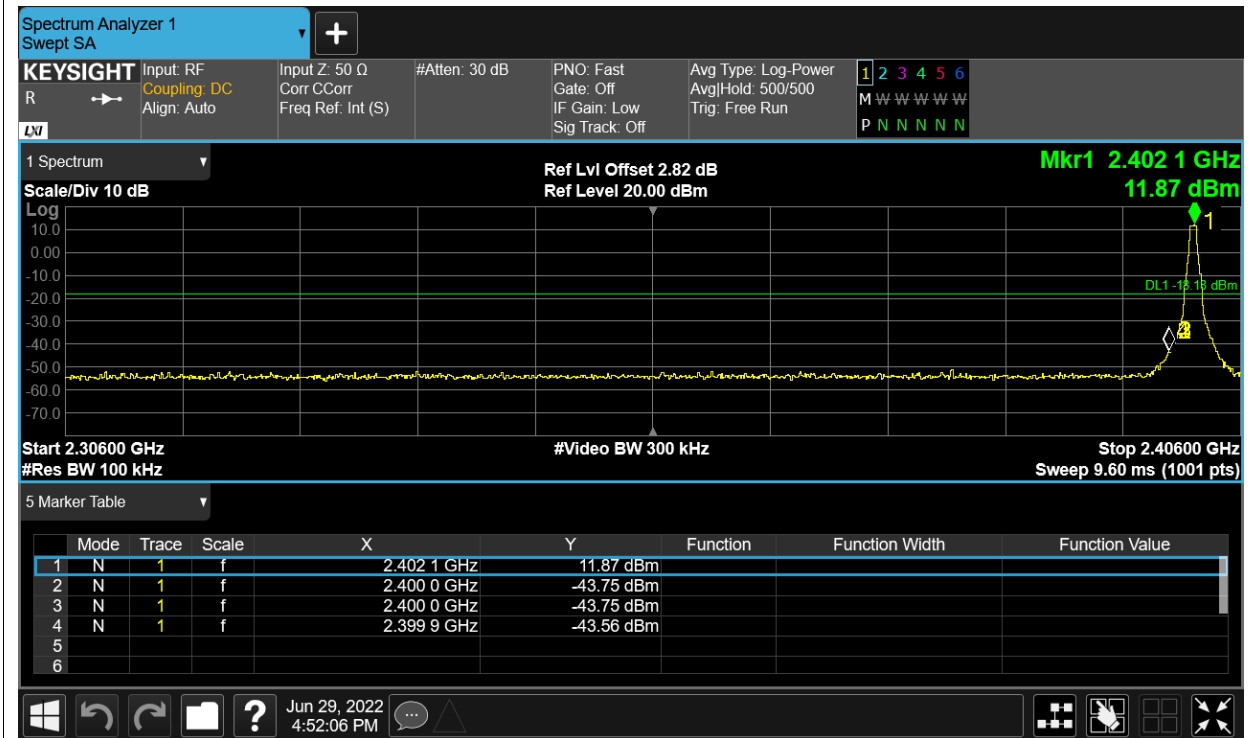 Spectrum Analyzer 1
Swept SA
KEYSIGHT
R
LXI
Input: RF
Coupling: DC
Align: Auto
Input Z: 50 Ω
Corr CCorr
Freq Ref: Int (S)
#Atten: 30 dB
PNO: Fast
Gate: Off
IF Gain: Low
Sig Track: Off
Avg Type: Log-Power
Avg|Hold: 500/500
Trig: Free Run
1 2 3 4 5 6
M W W W W W W
P N N N N N N
1 Spectrum
Scale/Div 10 dB
Ref Lvl Offset 2.82 dB
Ref Level 20.00 dBm
Mkr1 2.402 1 GHz
11.87 dBm
Log
10.0
0.00
-10.0
-20.0
-30.0
-40.0
-50.0
-60.0
-70.0
1
DL1 -18.13 dBm
Start 2.30600 GHz
#Res BW 100 kHz
#Video BW 300 kHz
Stop 2.40600 GHz
Sweep 9.60 ms (1001 pts)
5 Marker Table
Mode Trace Scale X Y Function Function Width Function Value
1 N 1 f 2.402 1 GHz 11.87 dBm
2 N 1 f 2.400 0 GHz -43.75 dBm
3 N 1 f 2.400 0 GHz -43.75 dBm
4 N 1 f 2.399 9 GHz -43.56 dBm
5
6
Jun 29, 2022
4:52:06 PM